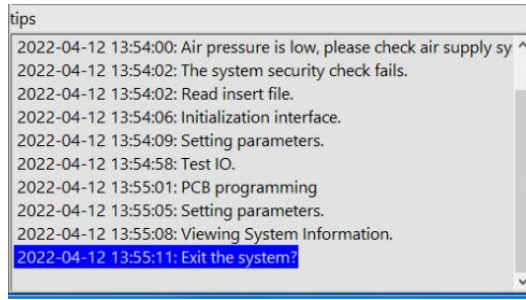 tips
2022-04-12 13:54:00: Air pressure is low, please check air supply sy
2022-04-12 13:54:02: The system security check fails.
2022-04-12 13:54:02: Read insert file.
2022-04-12 13:54:06: Initialization interface.
2022-04-12 13:54:09: Setting parameters.
2022-04-12 13:54:58: Test IO.
2022-04-12 13:55:01: PCB programming
2022-04-12 13:55:05: Setting parameters.
2022-04-12 13:55:08: Viewing System Information.
2022-04-12 13:55:11: Exit the system?